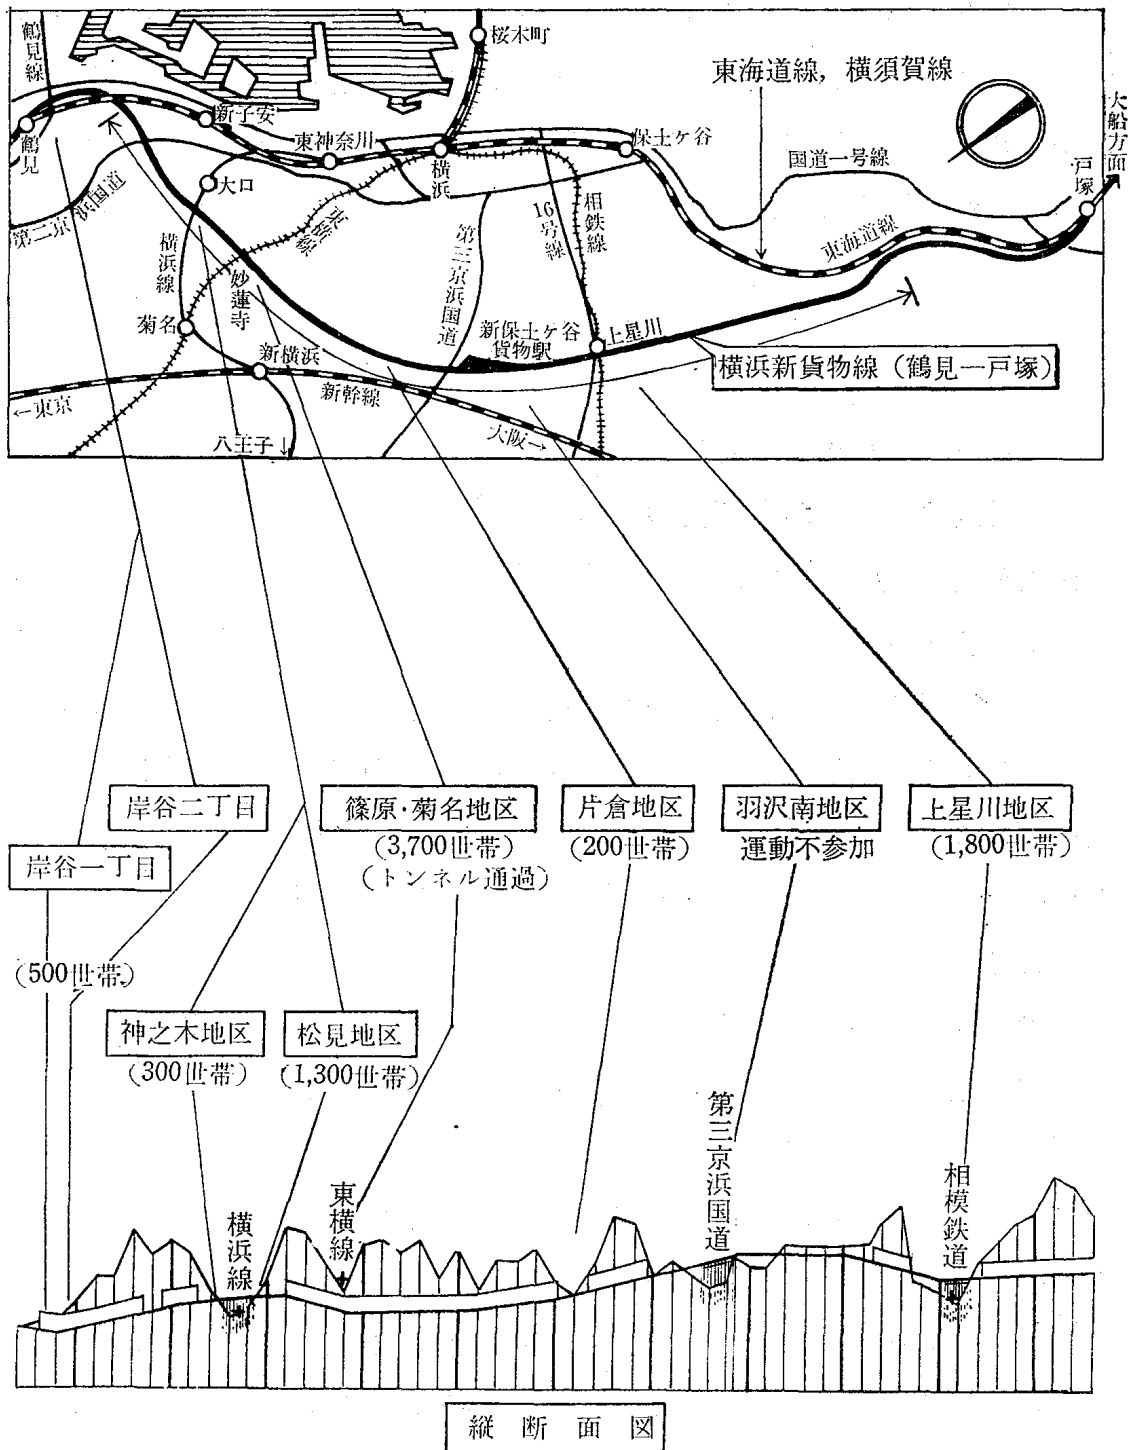 鶴見線
桜木町
東海道線,横須賀線
大船方面
新子安
鶴見
東神奈川
横浜
保土ケ谷
国道一号線
戸塚
大口
第二京浜国道
横浜線
東横線
第三京浜国道
16号線
相鉄線
東海道線
妙蓮寺
菊名
新横浜
新保土ケ谷
貨物駅
上星川
横浜新貨物線(鶴見―戸塚)
←東京
新幹線
大阪→
八王子↓
岸谷二丁目
篠原・菊名地区
(3,700世帯)
(トンネル通過)
片倉地区
(200世帯)
羽沢南地区
運動不参加
上星川地区
(1,800世帯)
岸谷一丁目
(500世帯)
神之木地区
(300世帯)
松見地区
(1,300世帯)
横浜線
東横線
第三京浜国道
相模鉄道
縦断面図